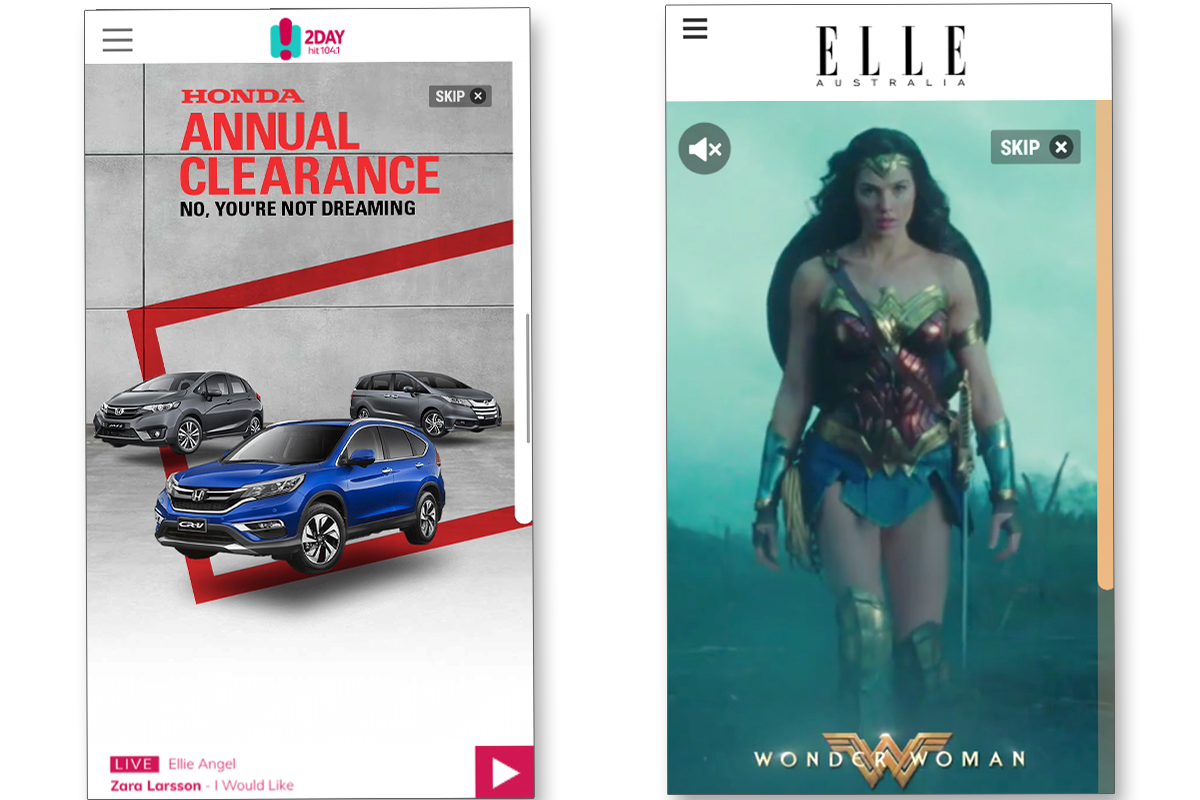 2DAY
hit 104.1
HONDA
SKIP
ANNUAL
CLEARANCE
NO, YOU'RE NOT DREAMING
CR-V
LIVE Ellie Angel
Zara Larsson - I Would Like
ELLE
AUSTRALIA
SKIP
WONDER WOMAN